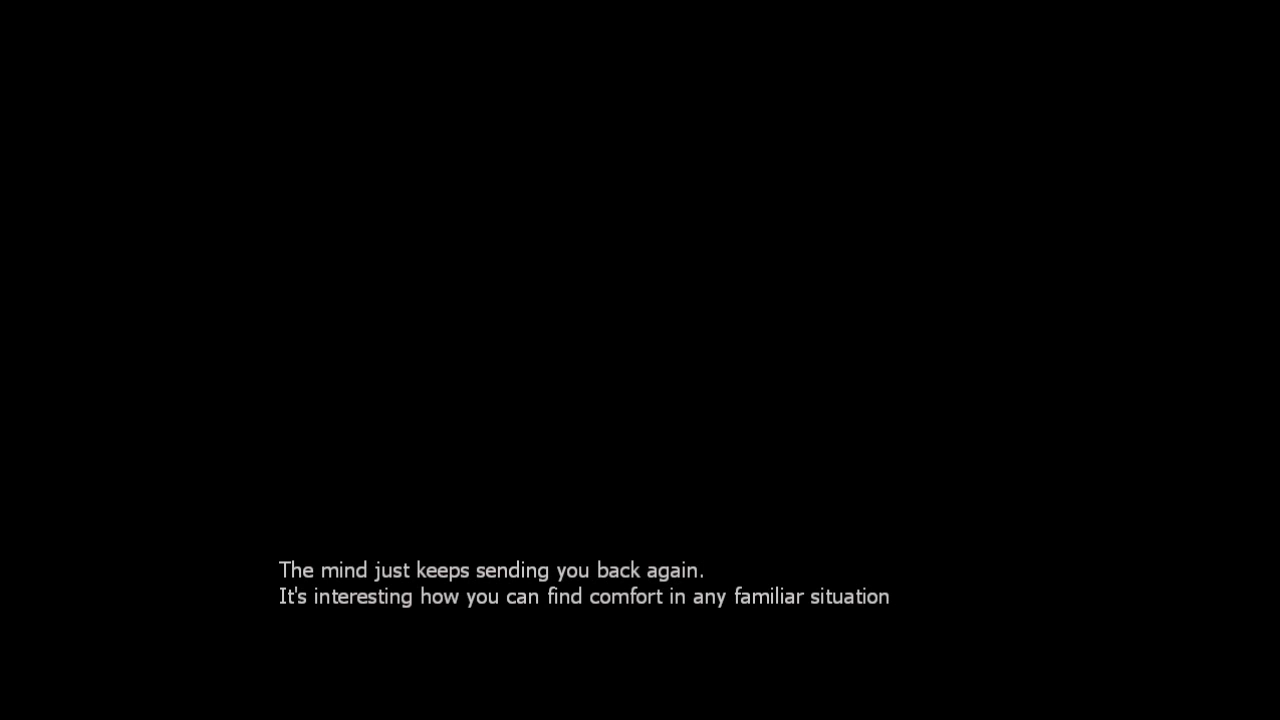 The mind just keeps sending you back again.
It's interesting how you can find comfort in any familiar situation